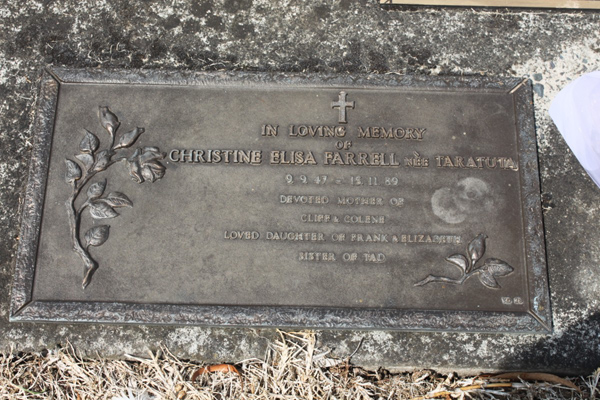 IN LOVING MEMORY
OF
CHRISTINE ELISA FARRELL NÉE TARATUTA
9.9.47 – 15.11.89
DEVOTED MOTHER OF
CLIFF & COLENE
LOVED DAUGHTER OF FRANK & ELIZABETH
SISTER OF TAD